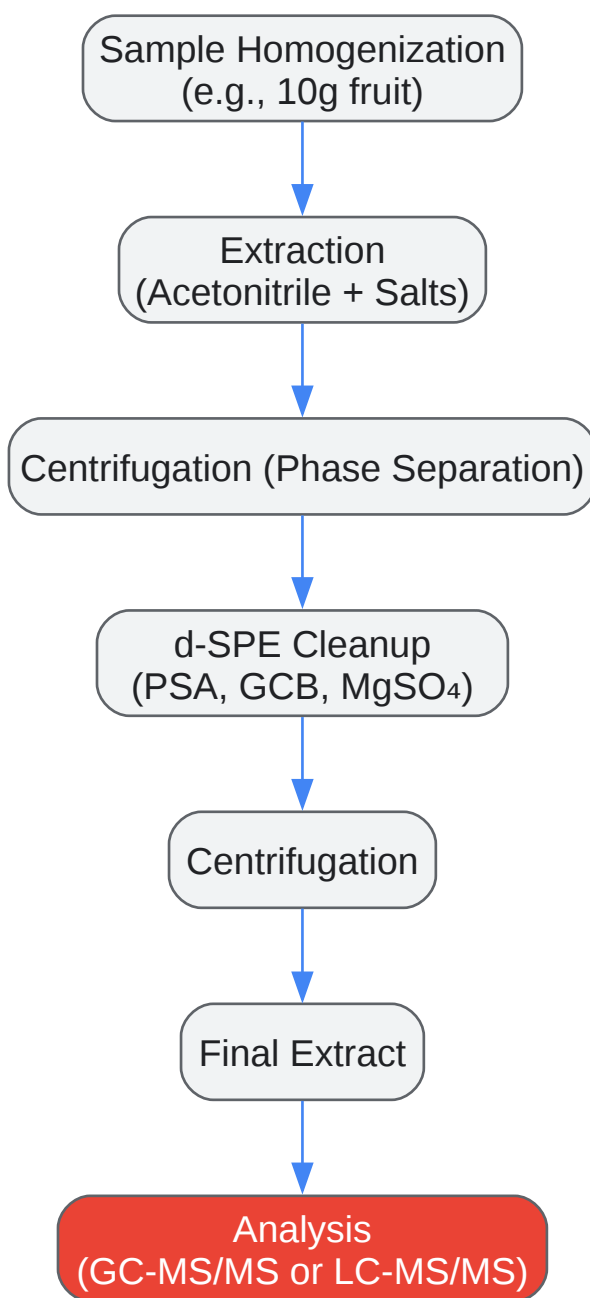 Sample Homogenization
(e.g., 10g fruit)
Extraction
(Acetonitrile + Salts)
Centrifugation (Phase Separation)
d-SPE Cleanup
(PSA, GCB, MgSO₄)
Centrifugation
Final Extract
Analysis
(GC-MS/MS or LC-MS/MS)